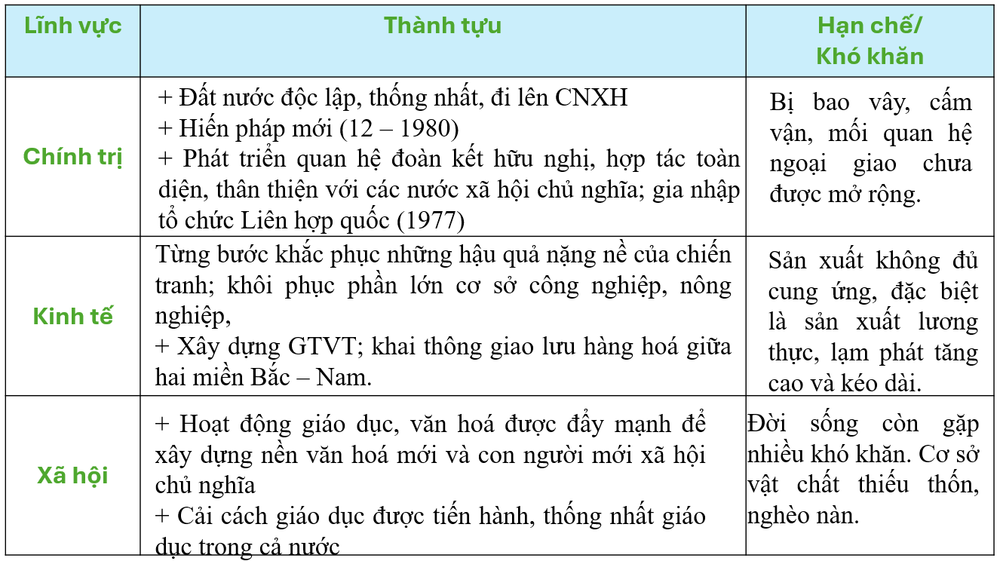 Lĩnh vực
Thành tựu
Hạn chế/
Khó khăn
Chính trị
+ Đất nước độc lập, thống nhất, đi lên CNXH
+ Hiến pháp mới (12 – 1980)
+ Phát triển quan hệ đoàn kết hữu nghị, hợp tác toàn
diện, thân thiện với các nước xã hội chủ nghĩa; gia nhập
tổ chức Liên hợp quốc (1977)
Bị bao vây, cấm
vận, mối quan hệ
ngoại giao chưa
được mở rộng.
Kinh tế
Từng bước khắc phục những hậu quả nặng nề của chiến
tranh; khôi phục phần lớn cơ sở công nghiệp, nông
nghiệp,
+ Xây dựng GTVT; khai thông giao lưu hàng hoá giữa
hai miền Bắc – Nam.
Sản xuất không đủ
cung ứng, đặc biệt
là sản xuất lương
thực, lạm phát tăng
cao và kéo dài.
Xã hội
+ Hoạt động giáo dục, văn hoá được đẩy mạnh để
xây dựng nền văn hoá mới và con người mới xã hội
chủ nghĩa
+ Cải cách giáo dục được tiến hành, thống nhất giáo
dục trong cả nước
Đời sống còn gặp
nhiều khó khăn. Cơ sở
vật chất thiếu thốn,
nghèo nàn.